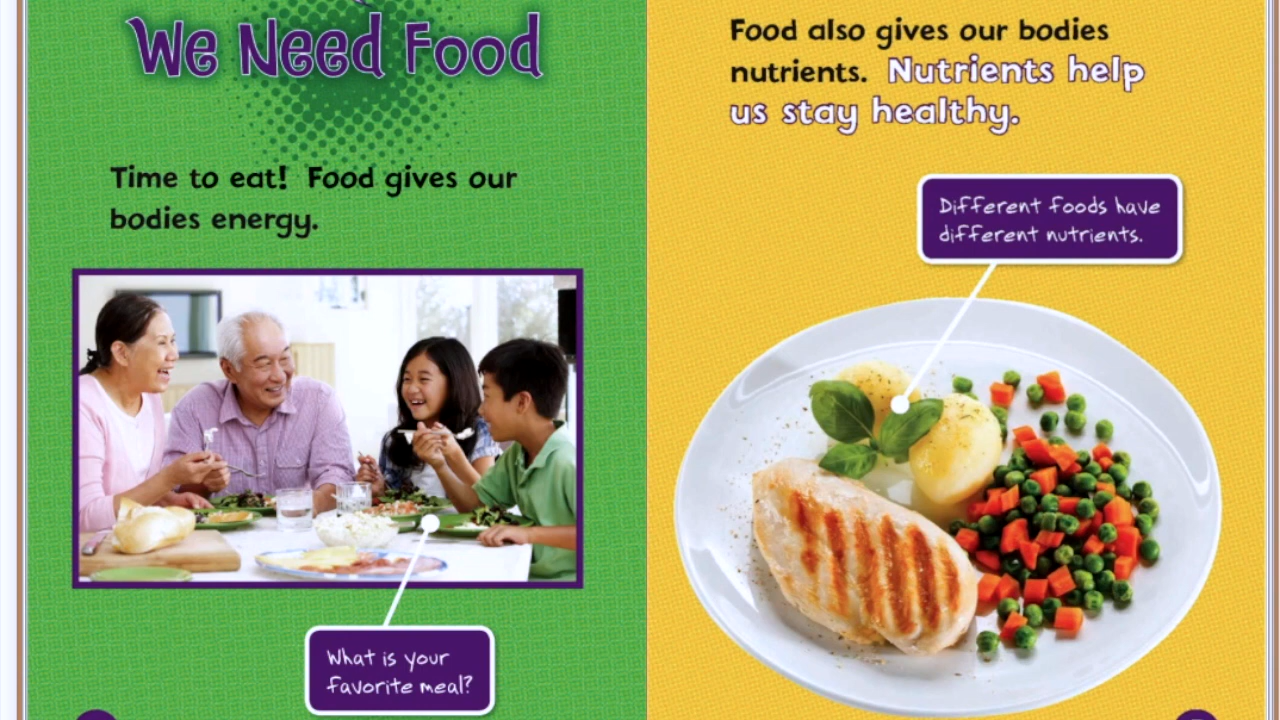 We Need Food
Time to eat! Food gives our
bodies energy.
What is your
favorite meal?
Food also gives our bodies
nutrients. Nutrients help
us stay healthy.
Different foods have
different nutrients.